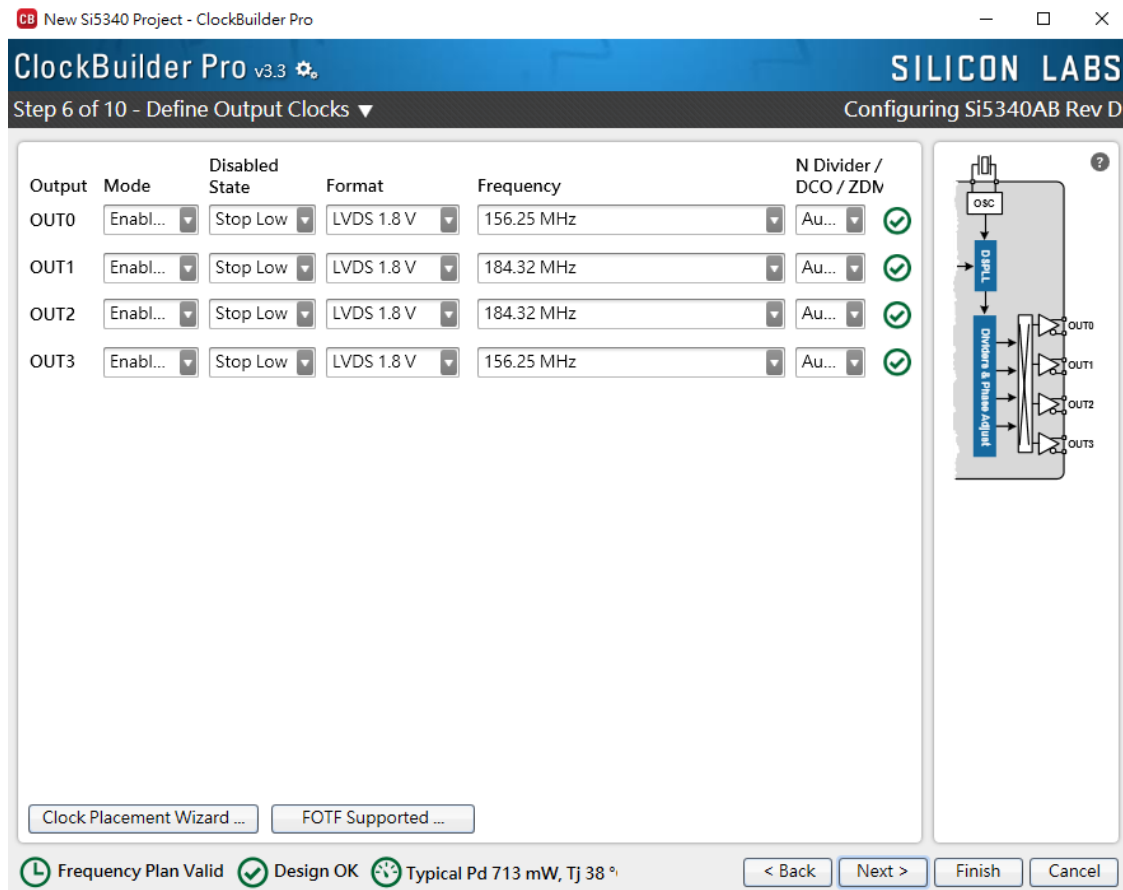 CB New Si5340 Project - ClockBuilder Pro
ClockBuilder Pro v3.3
SILICON LABS
Step 6 of 10 - Define Output Clocks ▼
Configuring Si5340AB Rev D
Output Mode Disabled State Format Frequency N Divider / DCO / ZDM
OUT0 Enabl... Stop Low LVDS 1.8 V 156.25 MHz Au...
OUT1 Enabl... Stop Low LVDS 1.8 V 184.32 MHz Au...
OUT2 Enabl... Stop Low LVDS 1.8 V 184.32 MHz Au...
OUT3 Enabl... Stop Low LVDS 1.8 V 156.25 MHz Au...
?
OSC
DSPLL
Dividers & Phase Adjust
OUT0
OUT1
OUT2
OUT3
Clock Placement Wizard ...
FOTF Supported ...
Frequency Plan Valid
Design OK
Typical Pd 713 mW, Tj 38 °
< Back
Next >
Finish
Cancel